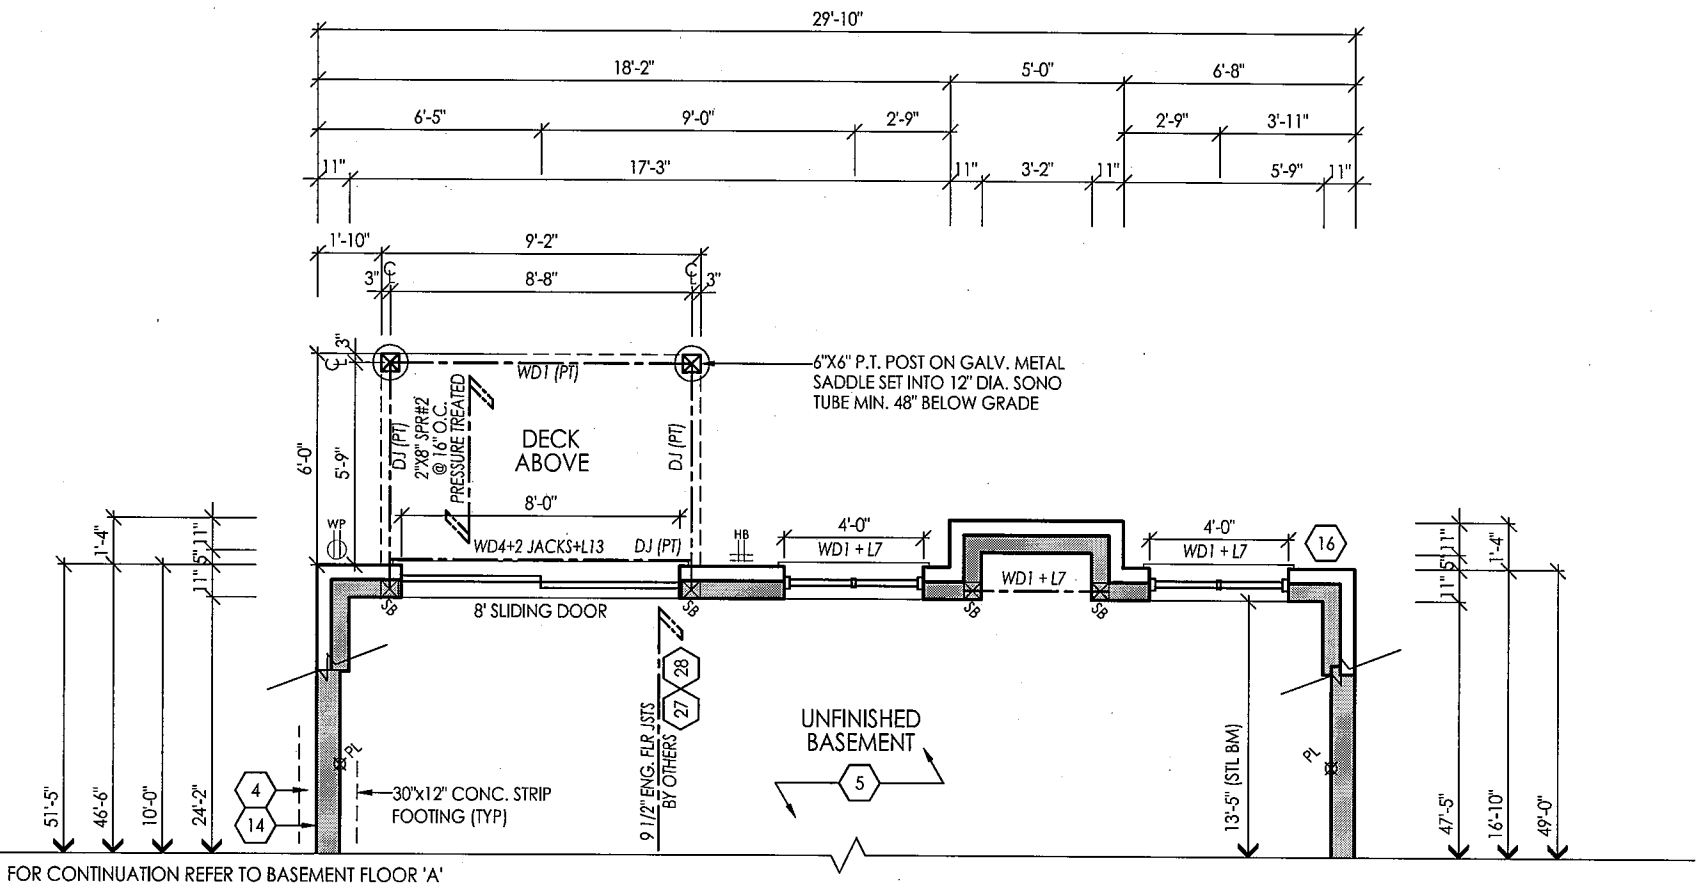 29'-10"
18'-2" 5'-0" 6'-8"
6'-5" 9'-0" 2'-9" 2'-9" 3'-11"
11" 17'-3" 11" 3'-2" 11" 5'-9" 11"
1'-10" 9'-2"
3" CL 8'-8" CL 3"
3"
CL
6"X6" P.T. POST ON GALV. METAL
SADDLE SET INTO 12" DIA. SONO
TUBE MIN. 48" BELOW GRADE
WD1 (PT)
6'-0"
5'-9"
DJ (PT)
2"X8" SPR#2
@ 16" O.C.
PRESSURE TREATED
DECK
ABOVE
DJ (PT)
8'-0"
WD4+2 JACKS+L13 DJ (PT)
WP
HB
4'-0"
WD1 + L7
WD1 + L7
4'-0"
WD1 + L7
16
1'-4"
11"
5"
11"
11"
5"
11"
1'-4"
SB
SB
SB
SB
8' SLIDING DOOR
28
27
9 1/2" ENG. FLR JSTS
BY OTHERS
UNFINISHED
BASEMENT
5
13'-5" (STL BM)
PL
PL
4
14
30"x12" CONC. STRIP
FOOTING (TYP)
51'-5"
46'-6"
10'-0"
24'-2"
47'-5"
16'-10"
49'-0"
FOR CONTINUATION REFER TO BASEMENT FLOOR 'A'